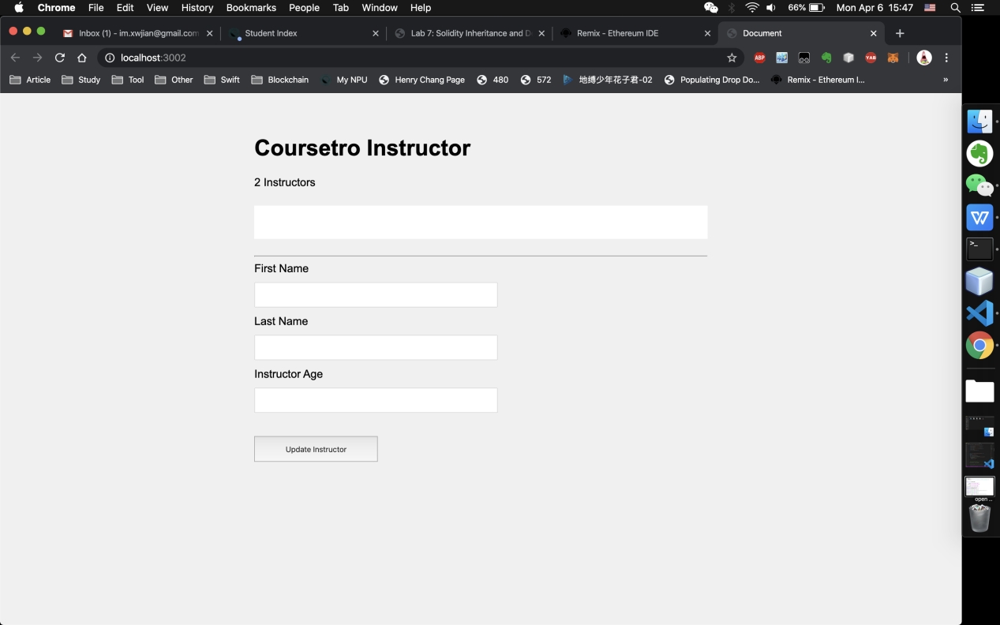 Chrome File Edit View History Bookmarks People Tab Window Help 66% Mon Apr 6 15:47
Inbox (1) - im.xwjian@gmail.com Student Index Lab 7: Solidity Inheritance and D Remix - Ethereum IDE Document
localhost:3002 ABP YAB
Article Study Tool Other Swift Blockchain My NPU Henry Chang Page 480 572 地缚少年花子君-02 Populating Drop Do... Remix - Ethereum I... »
Coursetro Instructor
2 Instructors
First Name
Last Name
Instructor Age
Update Instructor
open ...